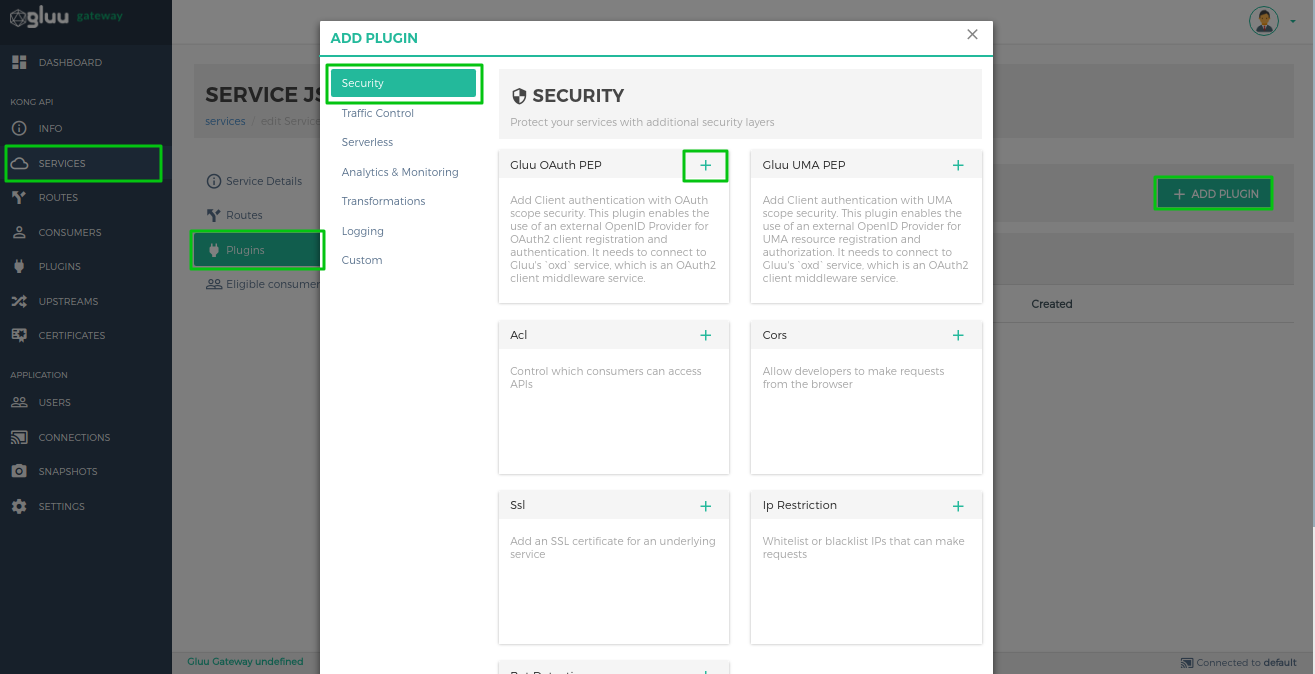 gluu gateway
DASHBOARD
KONG API
INFO
SERVICES
ROUTES
CONSUMERS
PLUGINS
UPSTREAMS
CERTIFICATES
APPLICATION
USERS
CONNECTIONS
SNAPSHOTS
SETTINGS
SERVICE JS
services / edit Service
Service Details
Routes
Plugins
Eligible consumer
ADD PLUGIN
Security
Traffic Control
Serverless
Analytics & Monitoring
Transformations
Logging
Custom
SECURITY
Protect your services with additional security layers
Gluu OAuth PEP
Add Client authentication with OAuth
scope security. This plugin enables the
use of an external OpenID Provider for
OAuth2 client registration and
authentication. It needs to connect to
Gluu's `oxd` service, which is an OAuth2
client middleware service.
Gluu UMA PEP
Add Client authentication with UMA
scope security. This plugin enables the
use of an external OpenID Provider for
UMA resource registration and
authorization. It needs to connect to
Gluu's `oxd` service, which is an OAuth2
client middleware service.
Acl
Control which consumers can access
APIs
Cors
Allow developers to make requests
from the browser
Ssl
Add an SSL certificate for an underlying
service
Ip Restriction
Whitelist or blacklist IPs that can make
requests
+ ADD PLUGIN
Created
Gluu Gateway undefined
Connected to default